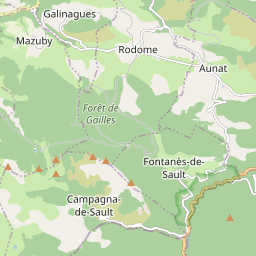 Galinagues
Mazuby
Rodome
Aunat
Forêt de
Gailles
Fontanès-de-
Sault
Campagna-
de-Sault